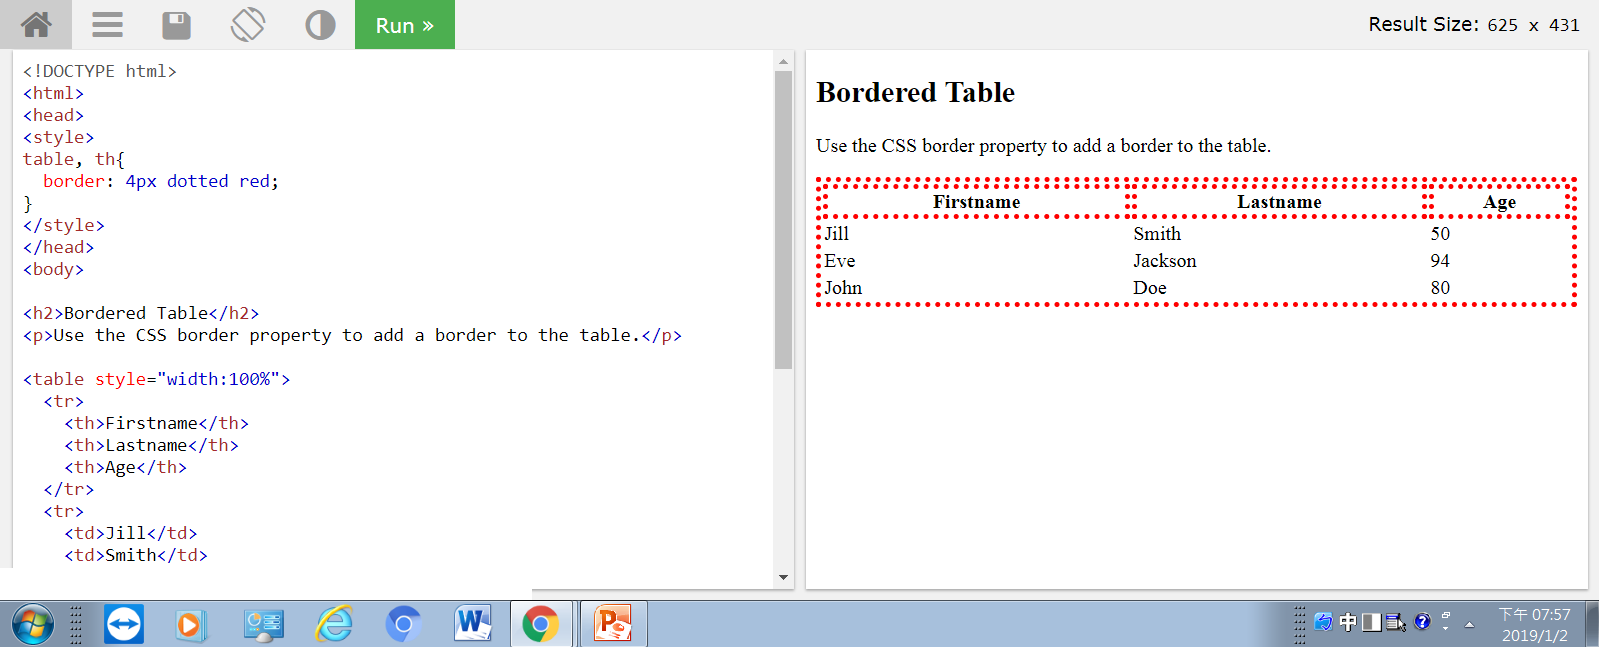 Run »
Result Size: 625 x 431
<!DOCTYPE html>
<html>
<head>
<style>
table, th{
  border: 4px dotted red;
}
</style>
</head>
<body>

<h2>Bordered Table</h2>
<p>Use the CSS border property to add a border to the table.</p>

<table style="width:100%">
  <tr>
    <th>Firstname</th>
    <th>Lastname</th>
    <th>Age</th>
  </tr>
  <tr>
    <td>Jill</td>
    <td>Smith</td>
Bordered Table
Use the CSS border property to add a border to the table.
Firstname Lastname Age
Jill Smith 50
Eve Jackson 94
John Doe 80
中
下午 07:57
2019/1/2